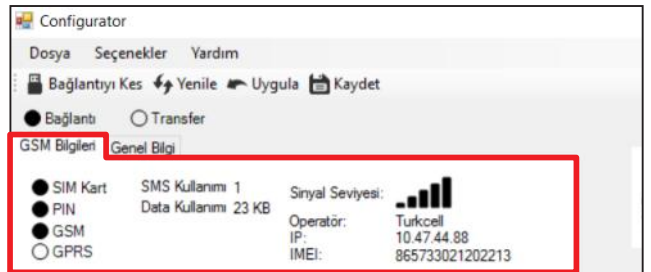 Configurator
Dosya Seçenekler Yardım
Bağlantıyı Kes Yenile Uygula Kaydet
Bağlantı Transfer
GSM Bilgileri Genel Bilgi
SIM Kart SMS Kullanımı 1 Sinyal Seviyesi:
PIN Data Kullanımı 23 KB
GSM Operatör: Turkcell
GPRS IP: 10.47.44.88
IMEI: 865733021202213